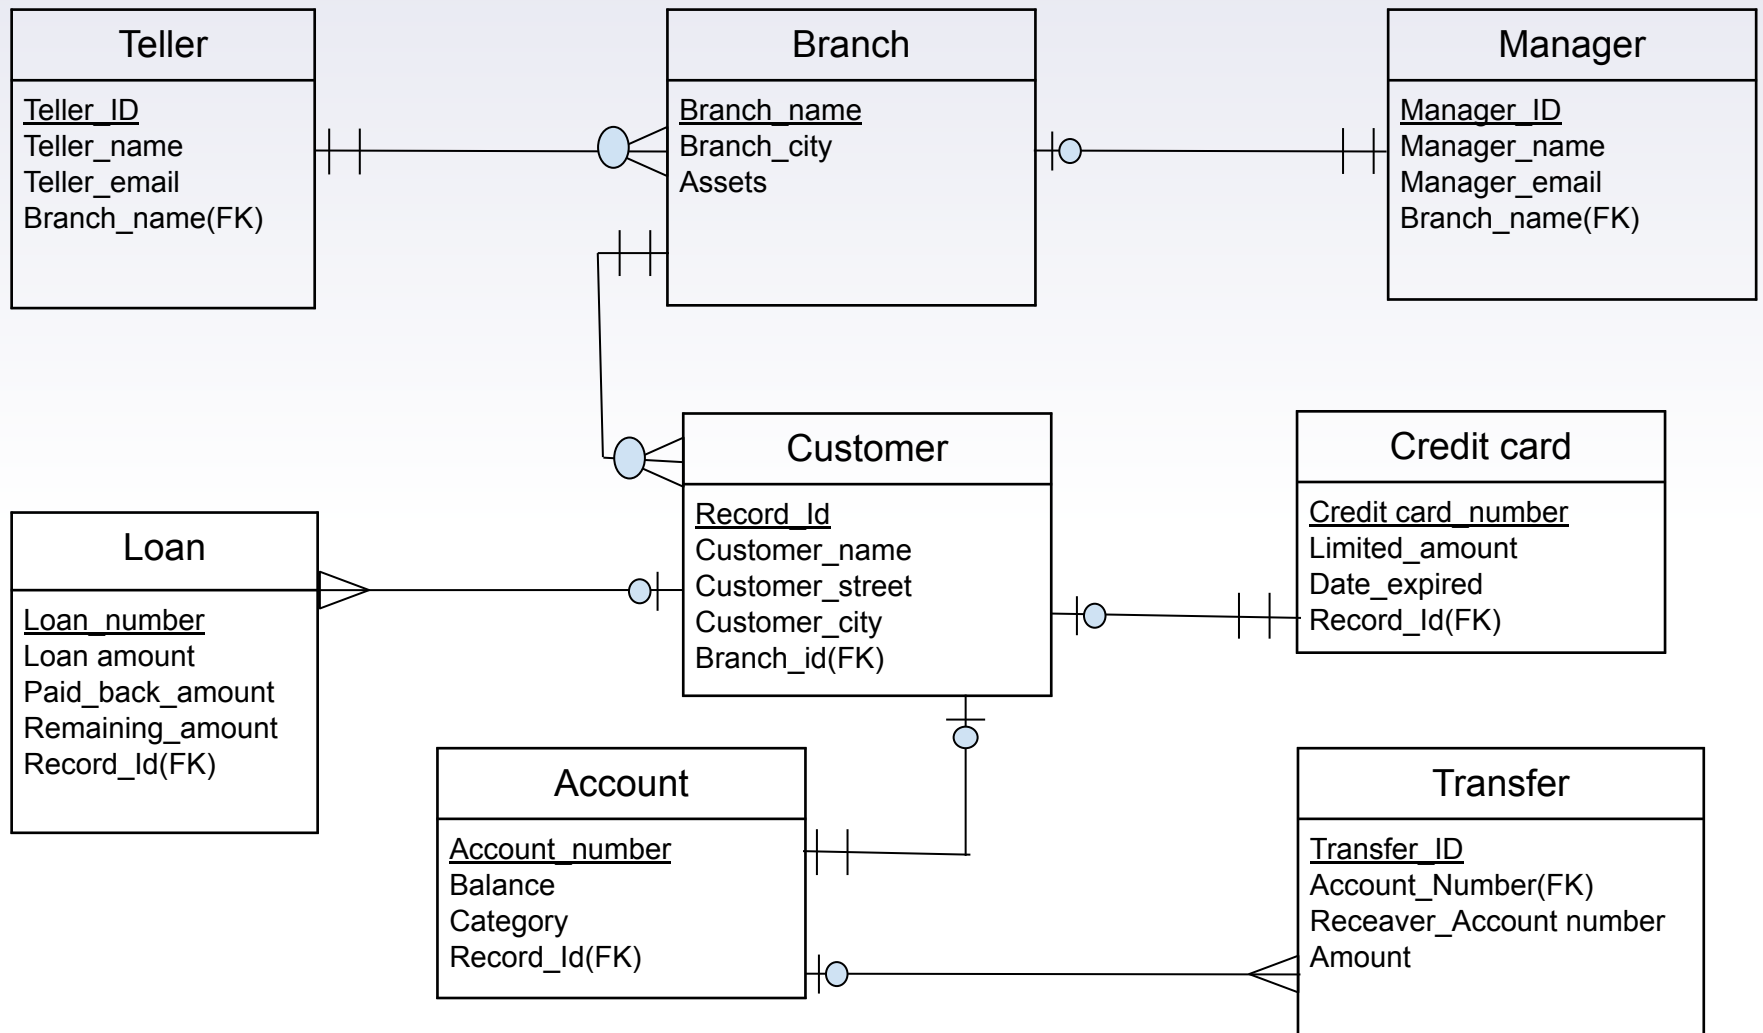 Teller
Teller_ID
Teller_name
Teller_email
Branch_name(FK)
Branch
Branch_name
Branch_city
Assets
Manager
Manager_ID
Manager_name
Manager_email
Branch_name(FK)
Customer
Record_Id
Customer_name
Customer_street
Customer_city
Branch_id(FK)
Credit card
Credit card_number
Limited_amount
Date_expired
Record_Id(FK)
Loan
Loan_number
Loan amount
Paid_back_amount
Remaining_amount
Record_Id(FK)
Account
Account_number
Balance
Category
Record_Id(FK)
Transfer
Transfer_ID
Account_Number(FK)
Receaver_Account number
Amount